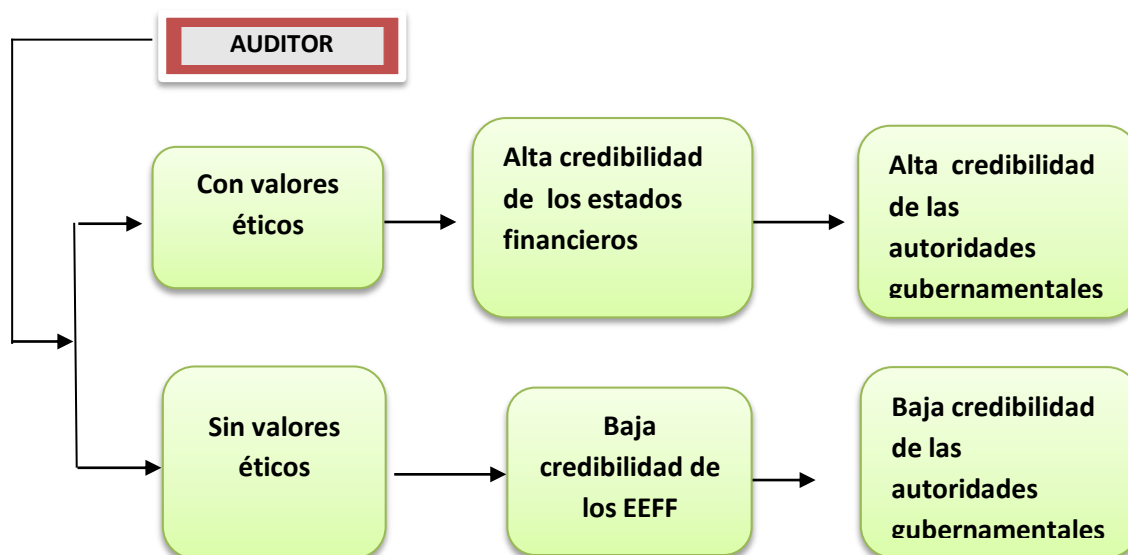 AUDITOR
Con valores
éticos
Alta credibilidad
de los estados
financieros
Alta credibilidad
de las
autoridades
gubernamentales
Sin valores
éticos
Baja
credibilidad de
los EEFF
Baja credibilidad
de las
autoridades
gubernamentales